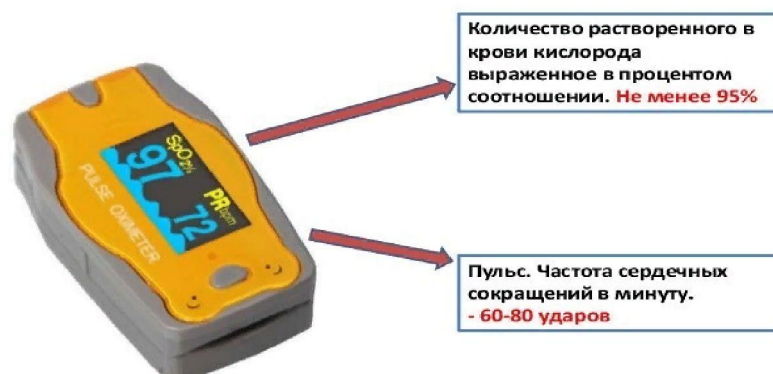 Количество растворенного в
крови кислорода
выраженное в процентом
соотношении. Не менее 95%
SpO2%
97
PRbpm
72
PULSE OXIMETER
Пульс. Частота сердечных
сокращений в минуту.
- 60-80 ударов